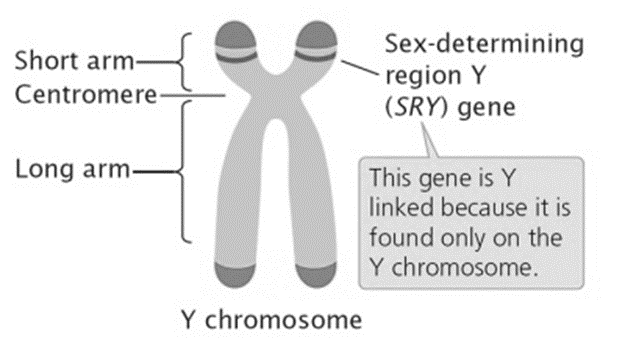 Short arm
Centromere
Long arm
Sex-determining
region Y
(SRY) gene
This gene is Y
linked because it is
found only on the
Y chromosome.
Y chromosome